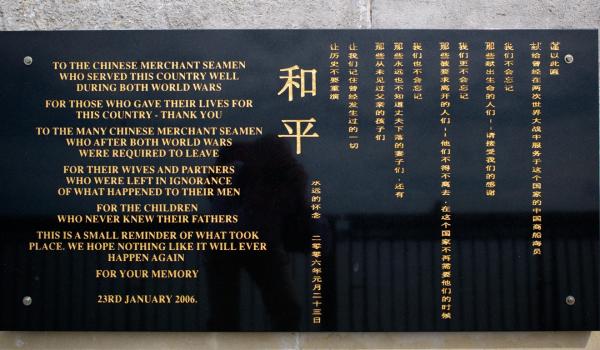 TO THE CHINESE MERCHANT SEAMEN
WHO SERVED THIS COUNTRY WELL
DURING BOTH WORLD WARS
FOR THOSE WHO GAVE THEIR LIVES FOR
THIS COUNTRY - THANK YOU
TO THE MANY CHINESE MERCHANT SEAMEN
WHO AFTER BOTH WORLD WARS
WERE REQUIRED TO LEAVE
FOR THEIR WIVES AND PARTNERS
WHO WERE LEFT IN IGNORANCE
OF WHAT HAPPENED TO THEIR MEN
FOR THE CHILDREN
WHO NEVER KNEW THEIR FATHERS
THIS IS A SMALL REMINDER OF WHAT TOOK
PLACE. WE HOPE NOTHING LIKE IT WILL EVER
HAPPEN AGAIN
FOR YOUR MEMORY
23RD JANUARY 2006.
和平
谨以此匾
献给曾经在两次世界大战中服务于这个国家的中国商船海员
我们不会忘记
那些献出生命的人们--请接受我们的感谢
我们更不会忘记
那些被要求离开的人们--他们不得不离去,在这个国家不再需要他们的时候
我们也不会忘记
那些永远也不知道丈夫下落的妻子们,还有
那些从未见过父亲的孩子们
让我们记住曾经发生过的一切
让历史不要重演
永远的怀念 二零零六年元月二十三日